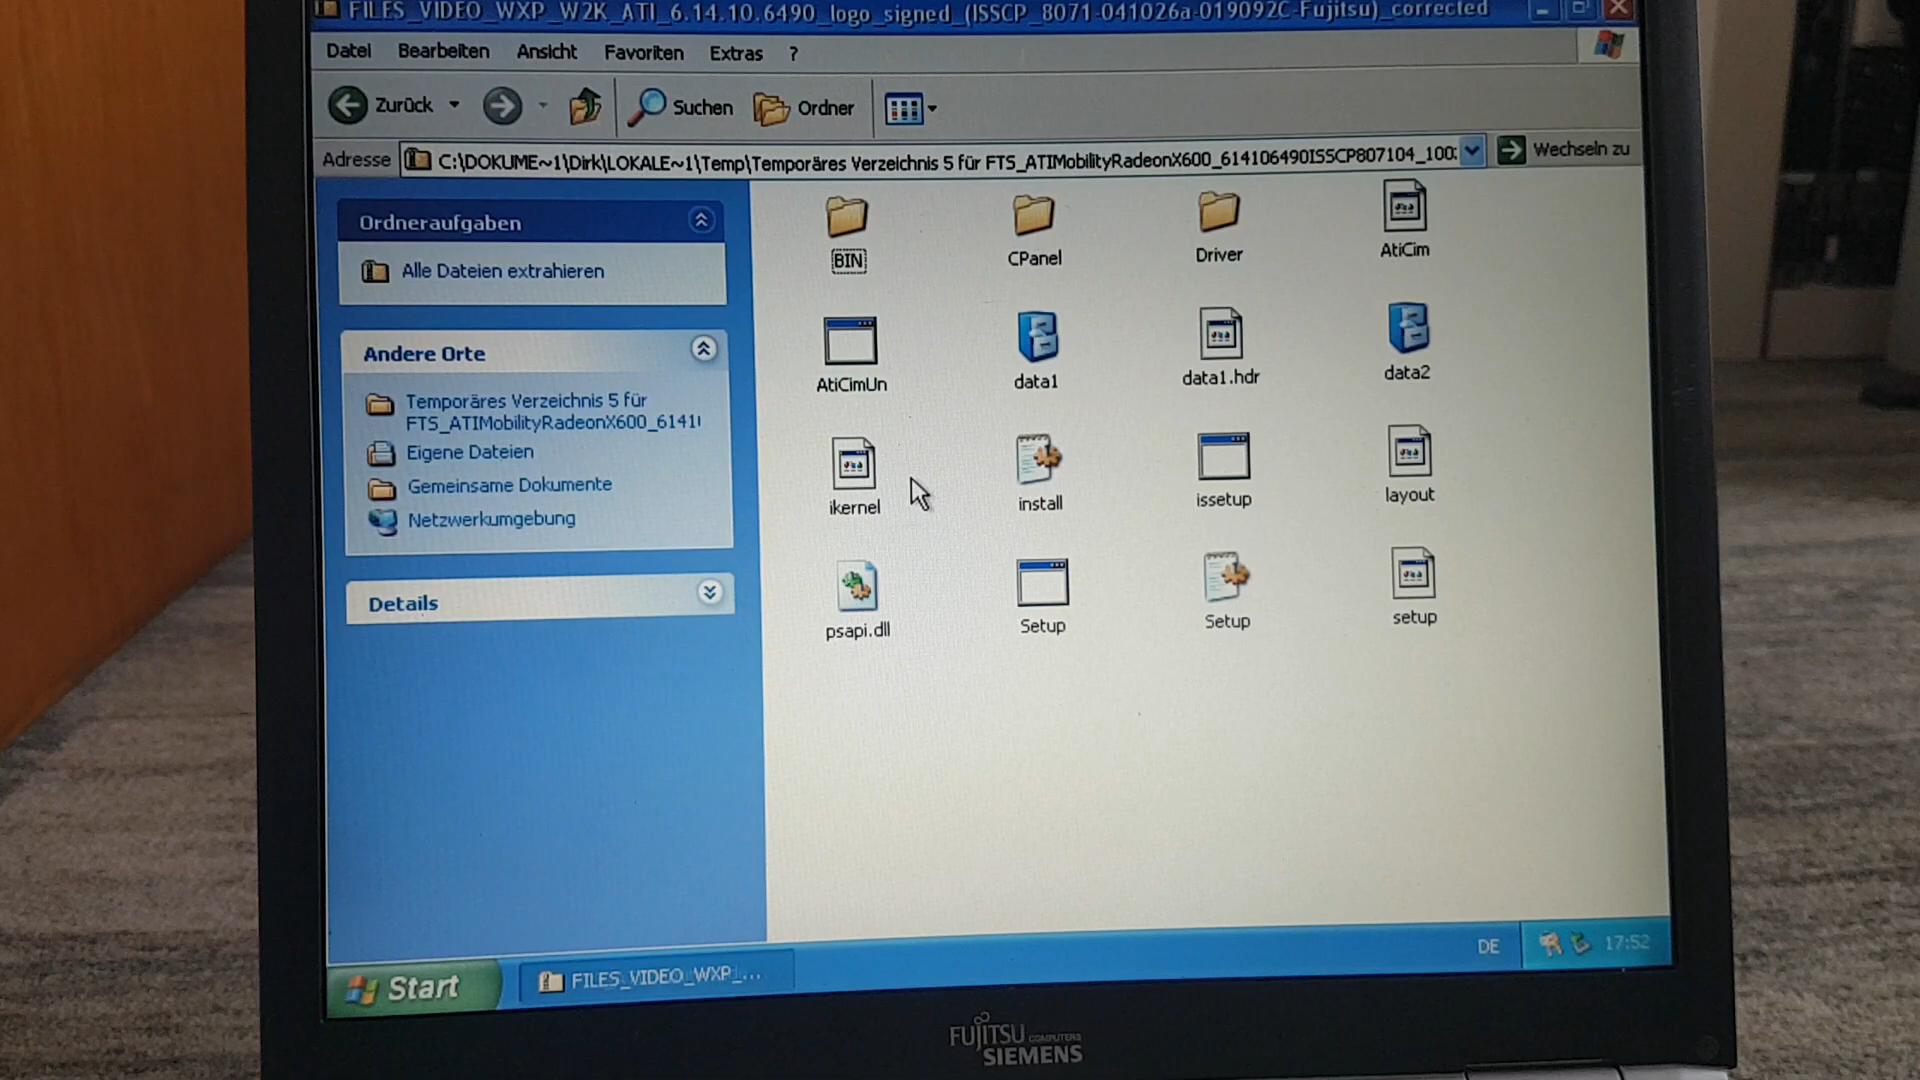 FILES_VIDEO_WXP_W2K_ATI_6.14.10.6490_logo_signed_(ISSCP_8071-041026a-019092C-Fujitsu)_corrected
Datei Bearbeiten Ansicht Favoriten Extras ?
Zurück Suchen Ordner
Adresse C:\DOKUME~1\Dirk\LOKALE~1\Temp\Temporäres Verzeichnis 5 für FTS_ATIMobilityRadeonX600_614106490ISSCP807104_100: Wechseln zu
Ordneraufgaben
Alle Dateien extrahieren
Andere Orte
Temporäres Verzeichnis 5 für
FTS_ATIMobilityRadeonX600_6141(
Eigene Dateien
Gemeinsame Dokumente
Netzwerkumgebung
Details
BIN CPanel Driver AtiCim
AtiCimUn data1 data1.hdr data2
ikernel install issetup layout
psapi.dll Setup Setup setup
Start FILES_VIDEO_WXP_... DE 17:52
FUJITSU COMPUTERS
SIEMENS